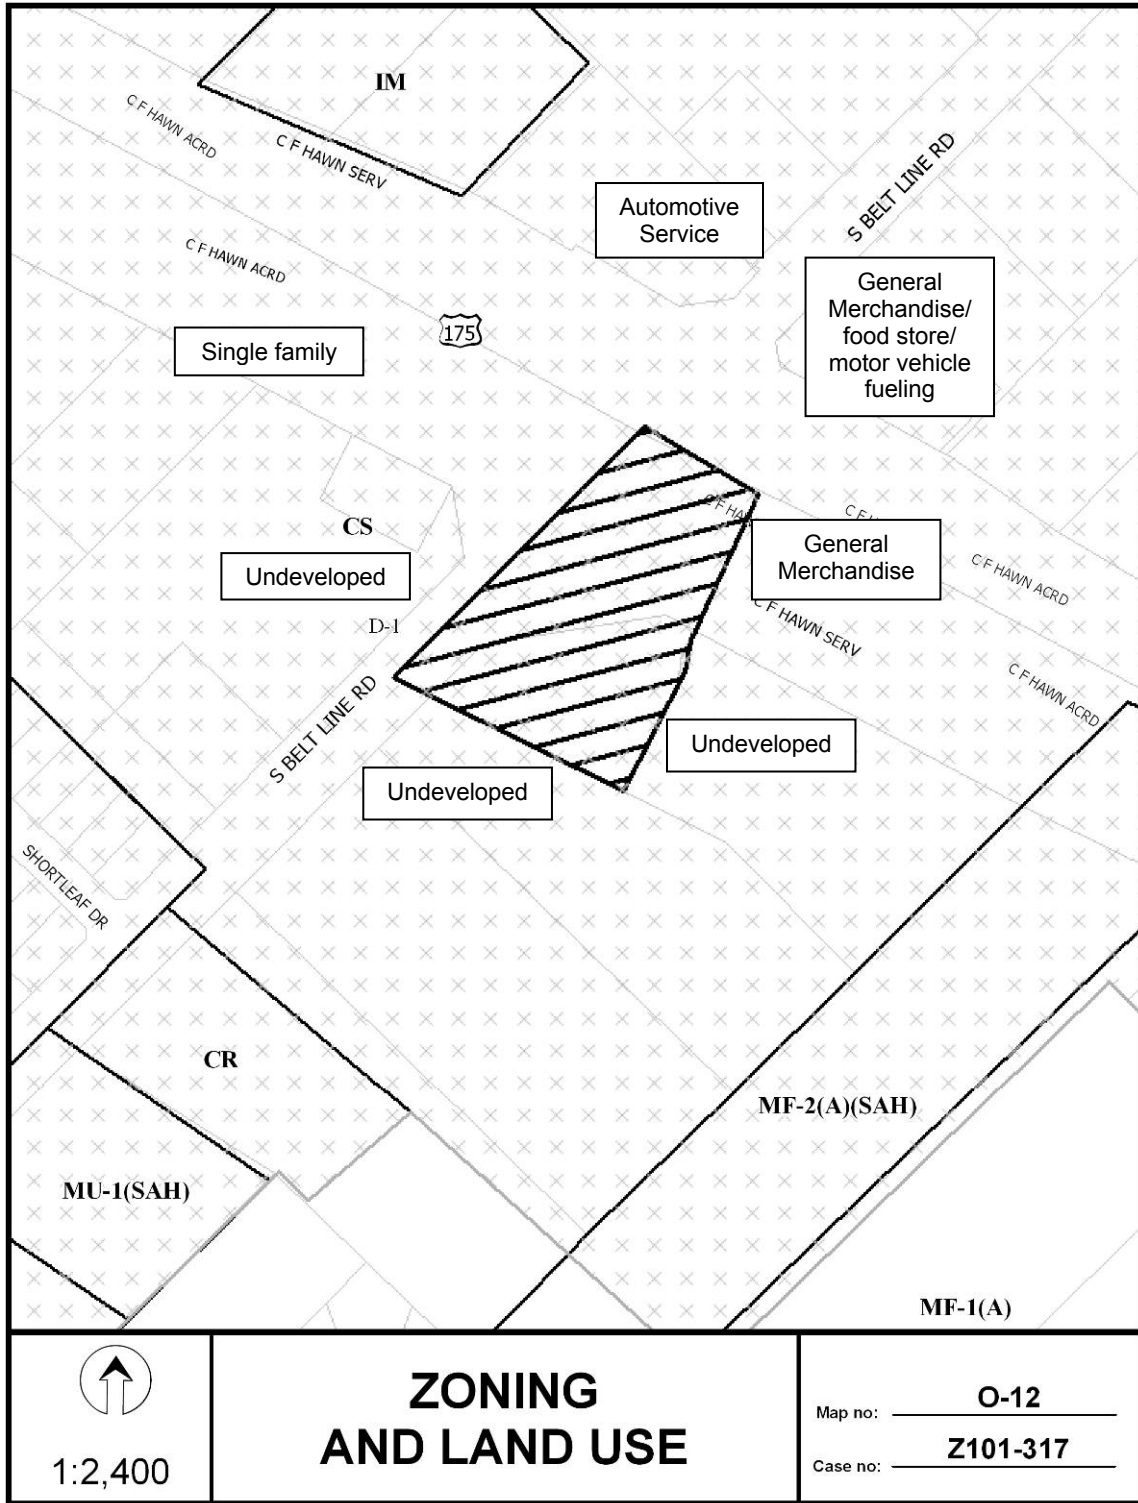 IM
C F HAWN ACRD
C F HAWN SERV
S BELT LINE RD
Automotive
Service
C F HAWN ACRD
General
Merchandise/
food store/
motor vehicle
fueling
175
Single family
CS
Undeveloped
General
Merchandise
C F HAWN ACRD
D-1
C F HAWN SERV
C F HAWN ACRD
S BELT LINE RD
Undeveloped
Undeveloped
SHORTLEAF DR
CR
MF-2(A)(SAH)
MU-1(SAH)
MF-1(A)
1:2,400
ZONING
AND LAND USE
Map no: O-12
Case no: Z101-317